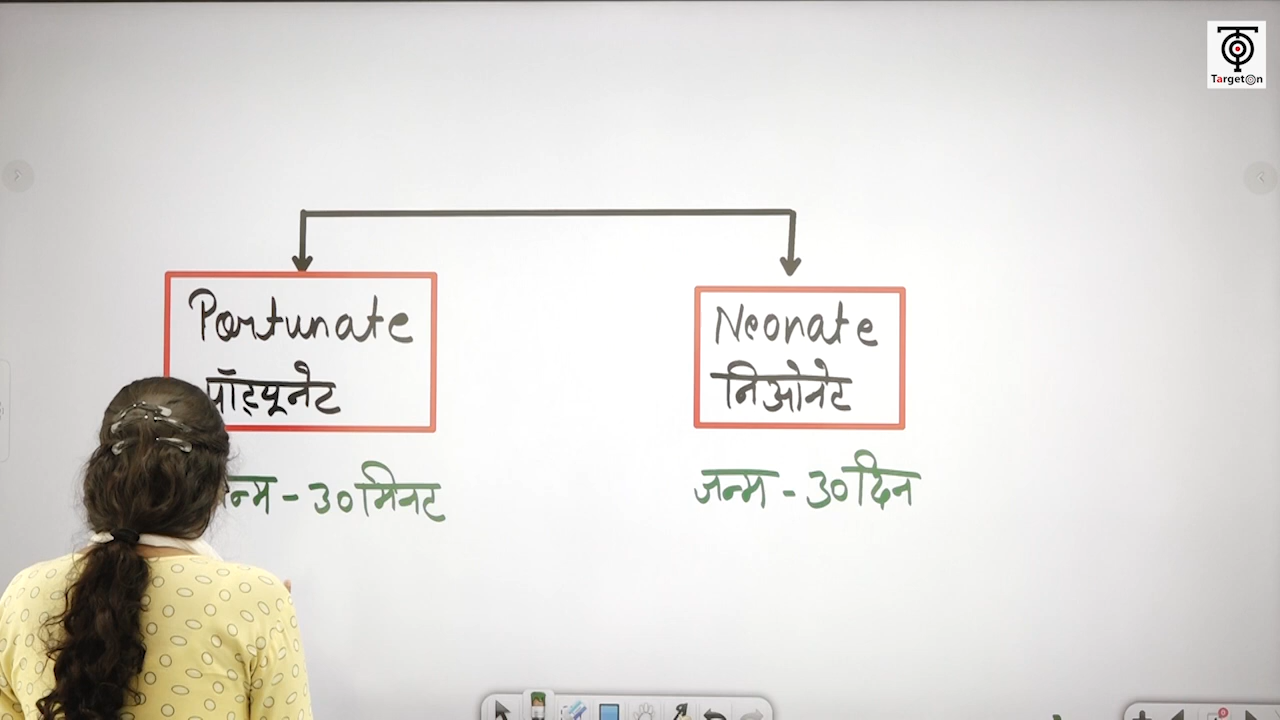 TargetOn
Portunate
पॉट्यूनेट
- 30 मिनट
Neonate
निओनेट
जन्म - 30 दिन